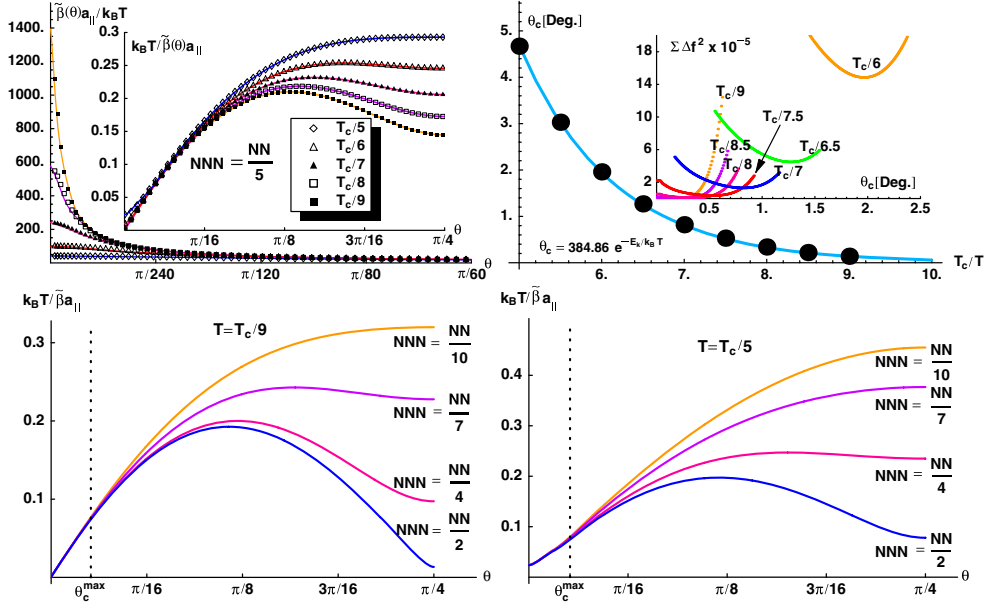 β̃(θ)a||/kBT
1400.
1200.
1000.
800.
600.
400.
200.
π/240
π/120
π/80
π/60
θ
kBT/β̃(θ)a||
0.3
0.25
0.2
0.15
0.1
0.05
0.
π/16
π/8
3π/16
π/4
θ
NNN = NN/5
Tc/5
Tc/6
Tc/7
Tc/8
Tc/9
θc[Deg.]
5.
4.
3.
2.
1.
0.
6.
7.
8.
9.
10.
Tc/T
θc = 384.86 e^−Ek/kBT
ΣΔf² x 10⁻⁵
20
18
14
10
6
2
0.5
1.
1.5
2.
2.5
θc[Deg.]
Tc/6
Tc/9
Tc/7.5
Tc/8.5
Tc/8
Tc/6.5
Tc/7
kBT/β̃a||
0.3
0.2
0.1
T=Tc/9
NNN = NN/10
NNN = NN/7
NNN = NN/4
NNN = NN/2
θc^max
π/16
π/8
3π/16
π/4
θ
kBT/β̃ a||
0.4
0.3
0.2
0.1
T=Tc/5
NNN = NN/10
NNN = NN/7
NNN = NN/4
NNN = NN/2
θc^max
π/16
π/8
3π/16
π/4
θ